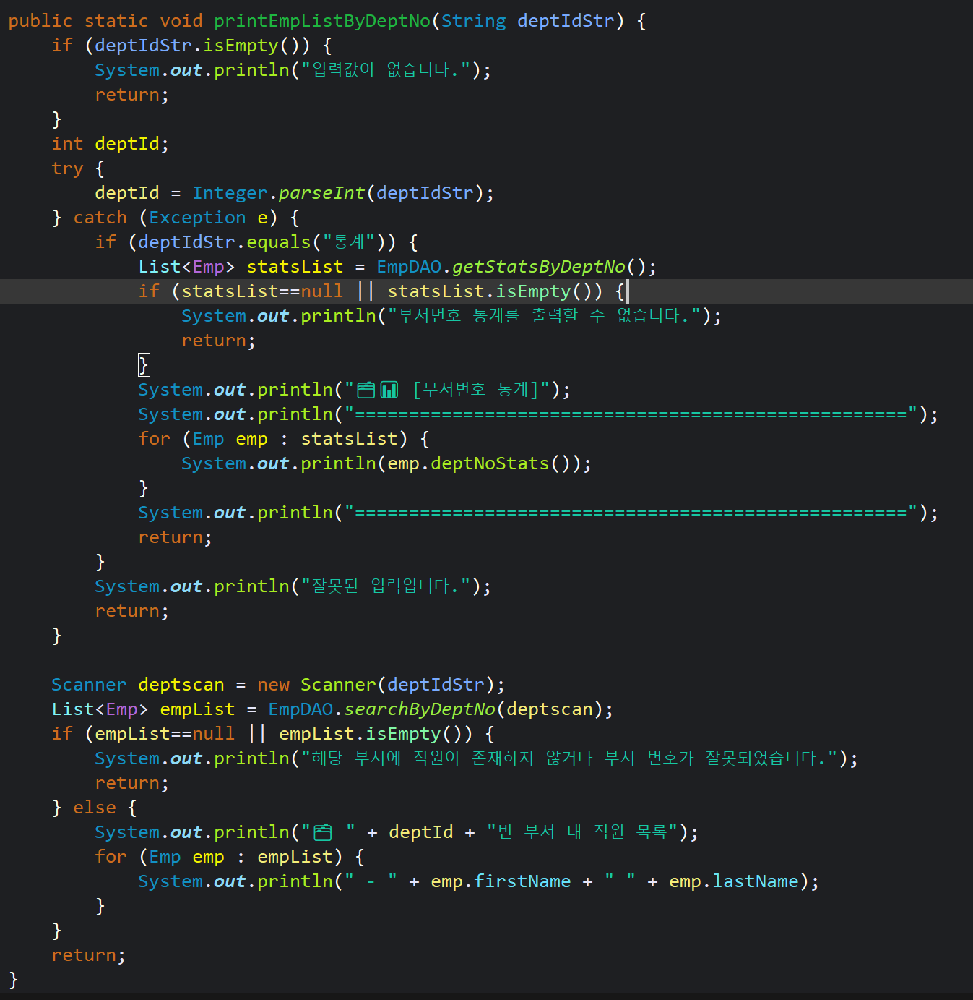 public static void printEmpListByDeptNo(String deptIdStr) {
    if (deptIdStr.isEmpty()) {
        System.out.println("입력값이 없습니다.");
        return;
    }
    int deptId;
    try {
        deptId = Integer.parseInt(deptIdStr);
    } catch (Exception e) {
        if (deptIdStr.equals("통계")) {
            List<Emp> statsList = EmpDAO.getStatsByDeptNo();
            if (statsList==null || statsList.isEmpty()) {
                System.out.println("부서번호 통계를 출력할 수 없습니다.");
                return;
            }
            System.out.println("🗃📊 [부서번호 통계]");
            System.out.println("===================================================");
            for (Emp emp : statsList) {
                System.out.println(emp.deptNoStats());
            }
            System.out.println("===================================================");
            return;
        }
        System.out.println("잘못된 입력입니다.");
        return;
    }

    Scanner deptscan = new Scanner(deptIdStr);
    List<Emp> empList = EmpDAO.searchByDeptNo(deptscan);
    if (empList==null || empList.isEmpty()) {
        System.out.println("해당 부서에 직원이 존재하지 않거나 부서 번호가 잘못되었습니다.");
        return;
    } else {
        System.out.println("🗃 " + deptId + "번 부서 내 직원 목록");
        for (Emp emp : empList) {
            System.out.println(" - " + emp.firstName + " " + emp.lastName);
        }
    }
    return;
}